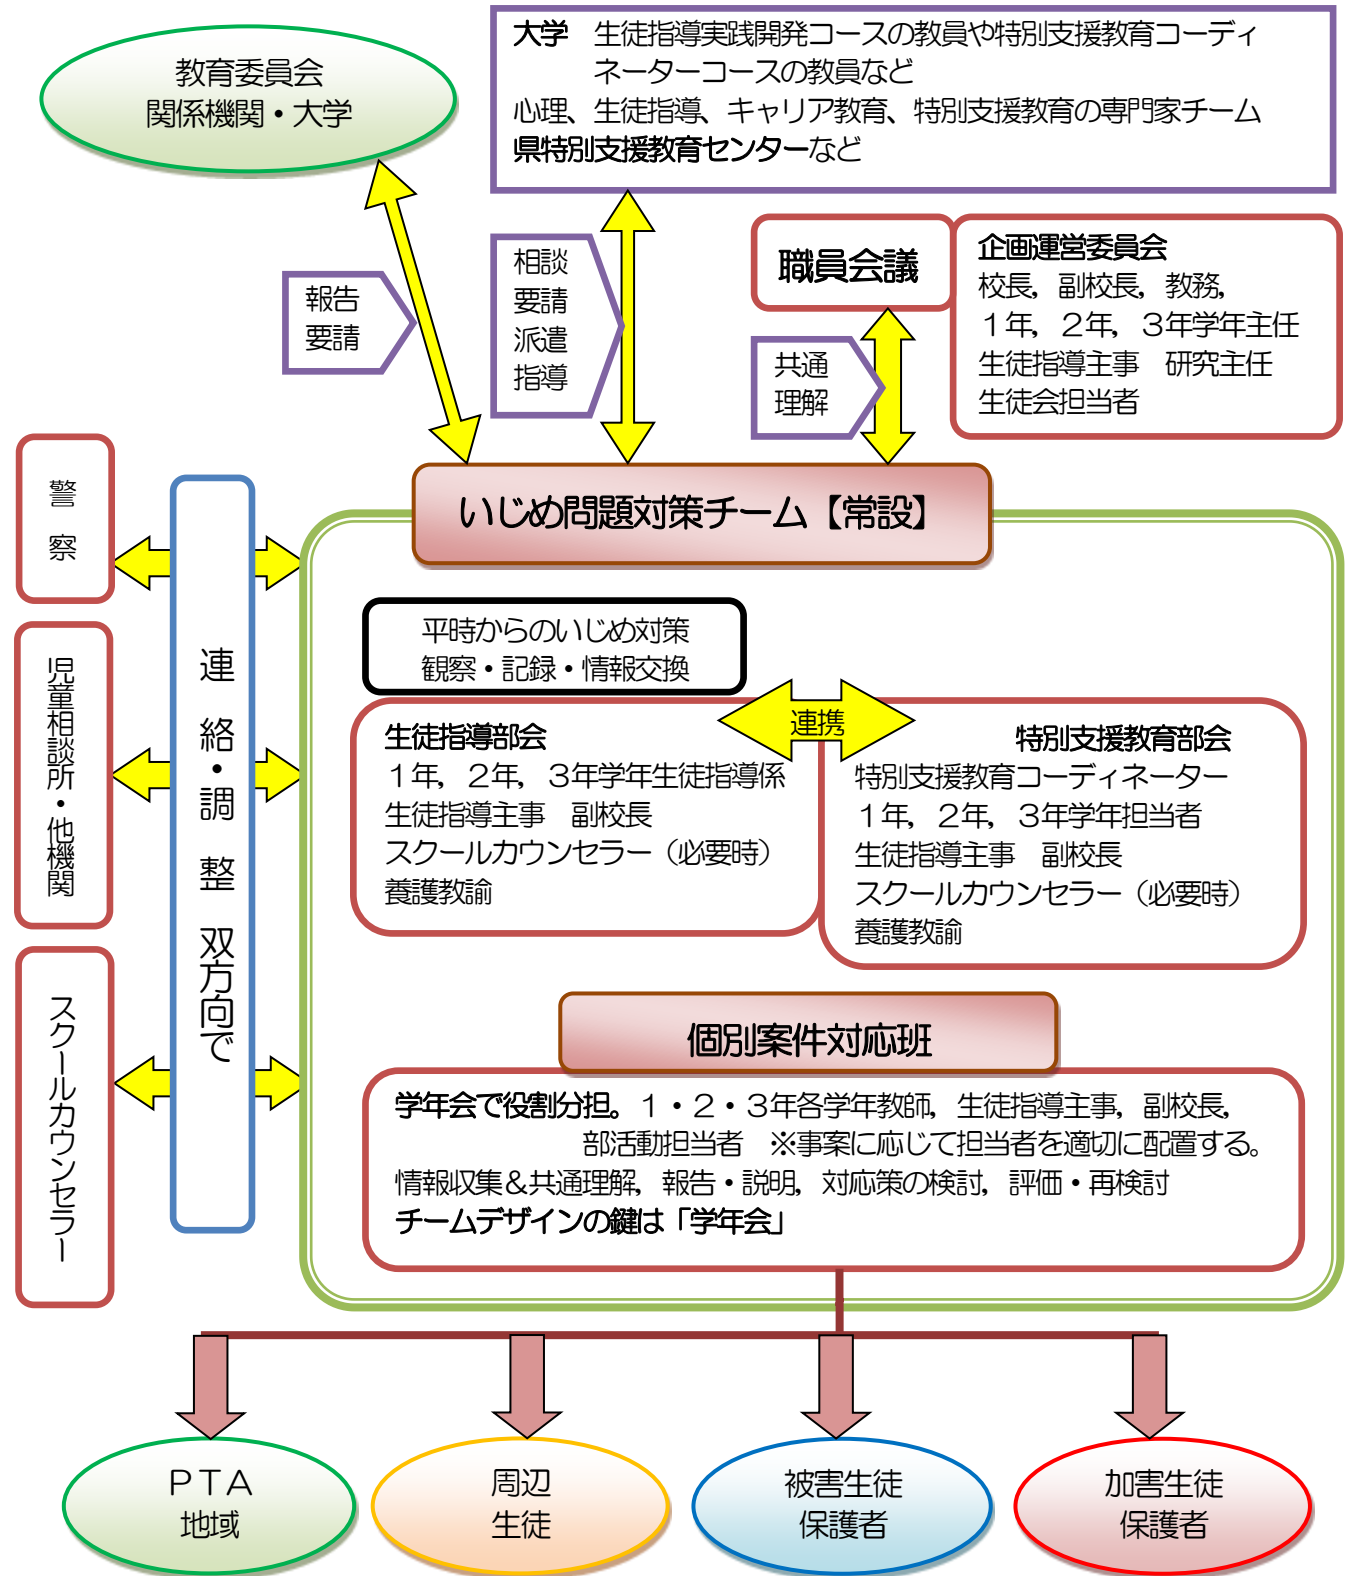 教育委員会
関係機関・大学
大学　生徒指導実践開発コースの教員や特別支援教育コーディ
ネーターコースの教員など
心理、生徒指導、キャリア教育、特別支援教育の専門家チーム
県特別支援教育センターなど
報告
要請
相談
要請
派遣
指導
職員会議
共通
理解
企画運営委員会
校長，副校長，教務，
１年，２年，３年学年主任
生徒指導主事　研究主任
生徒会担当者
いじめ問題対策チーム【常設】
警察
児童相談所・他機関
スクールカウンセラー
連絡・調整　双方向で
平時からのいじめ対策
観察・記録・情報交換
連携
生徒指導部会
１年，２年，３年学年生徒指導係
生徒指導主事　副校長
スクールカウンセラー（必要時）
養護教諭
特別支援教育部会
特別支援教育コーディネーター
１年，２年，３年学年担当者
生徒指導主事　副校長
スクールカウンセラー（必要時）
養護教諭
個別案件対応班
学年会で役割分担。１・２・３年各学年教師，生徒指導主事，副校長，
部活動担当者　※事案に応じて担当者を適切に配置する。
情報収集＆共通理解，報告・説明，対応策の検討，評価・再検討
チームデザインの鍵は「学年会」
ＰＴＡ
地域
周辺
生徒
被害生徒
保護者
加害生徒
保護者